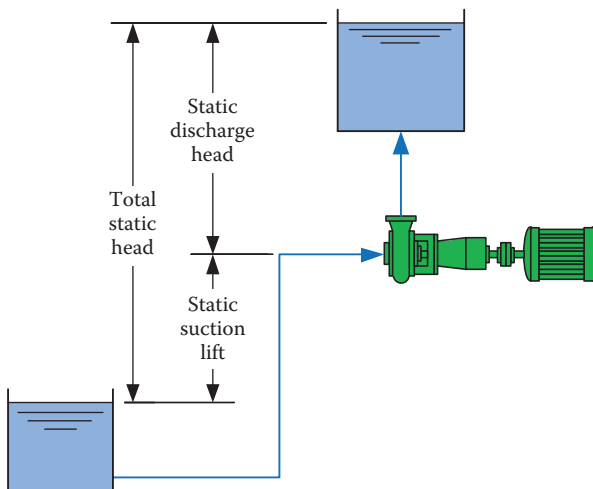 Static
discharge
head
Total
static
head
Static
suction
lift